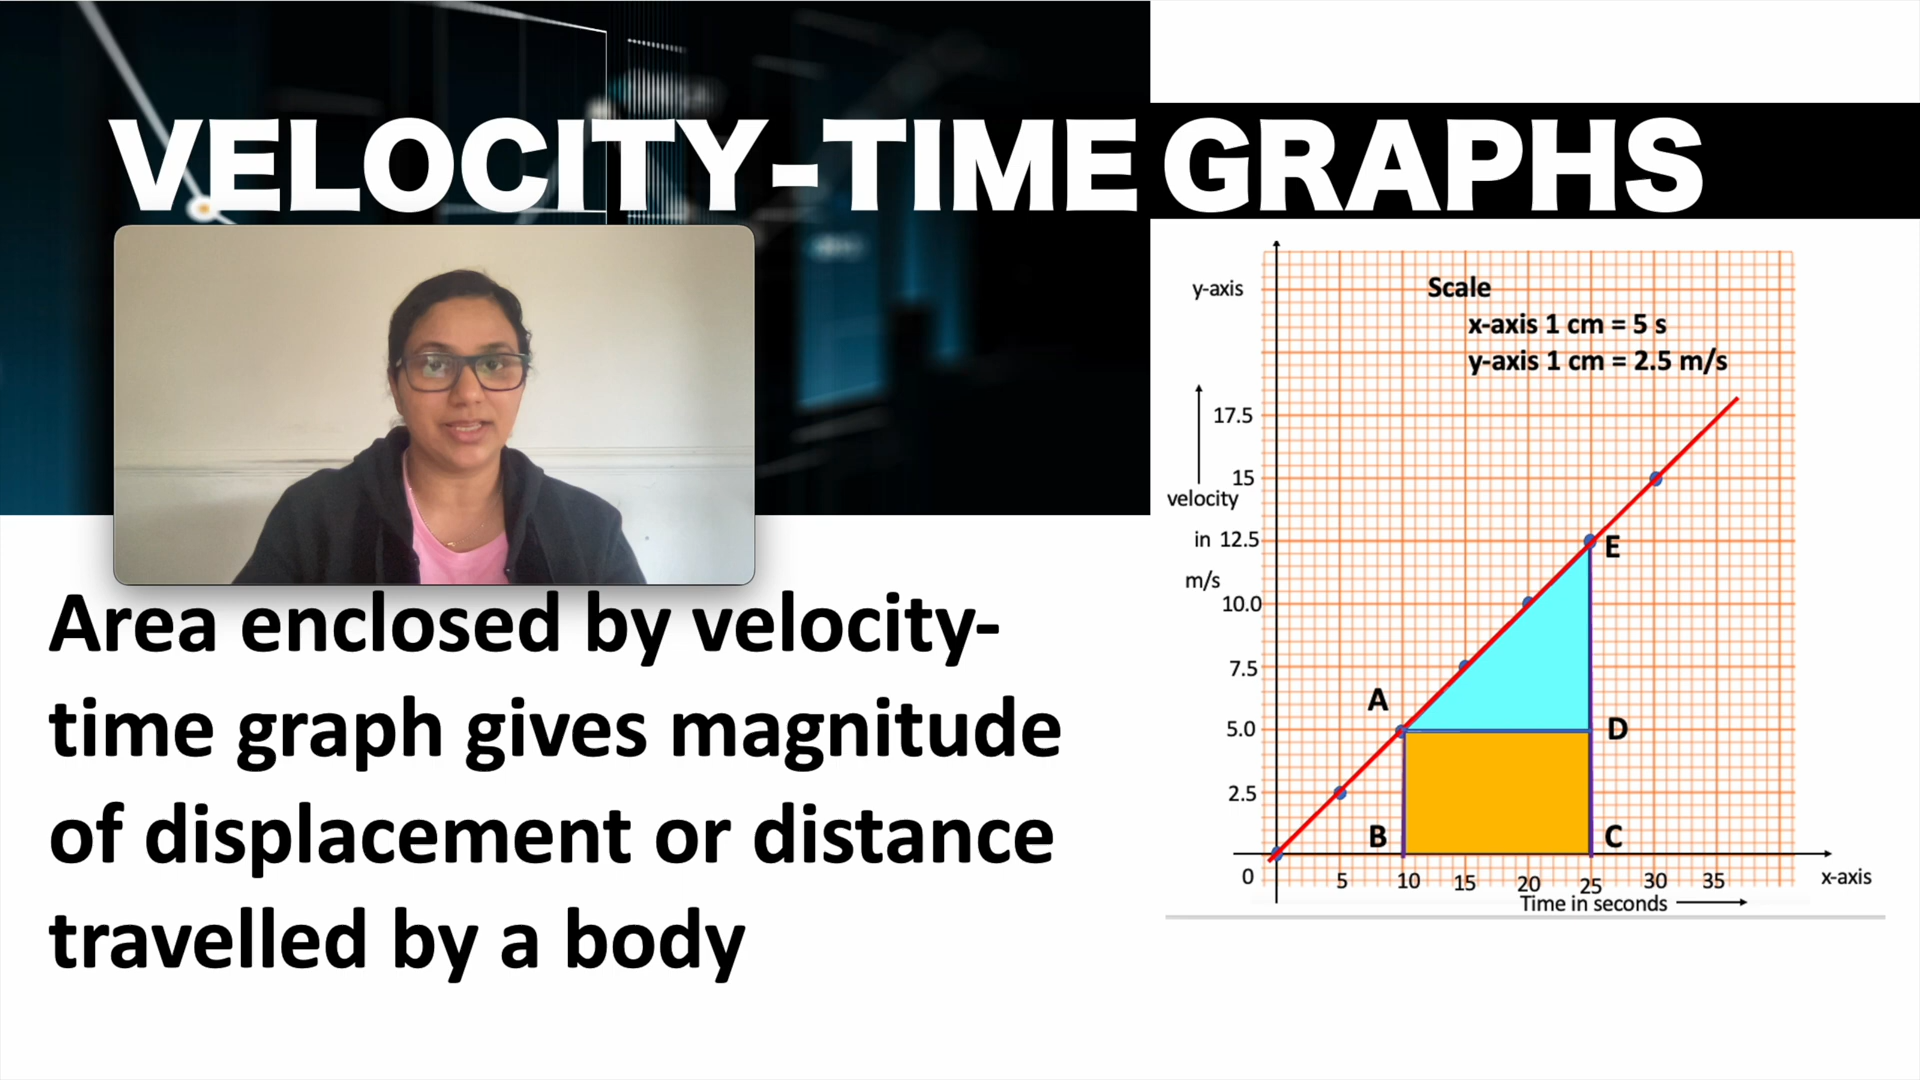 VELOCITY-TIME GRAPHS
Area enclosed by velocity-
time graph gives magnitude
of displacement or distance
travelled by a body
y-axis
Scale
x-axis 1 cm = 5 s
y-axis 1 cm = 2.5 m/s
17.5
15
velocity
in 12.5
E
m/s
10.0
7.5
A
5.0
D
2.5
B
C
0 5 10 15 20 25 30 35 x-axis
Time in seconds